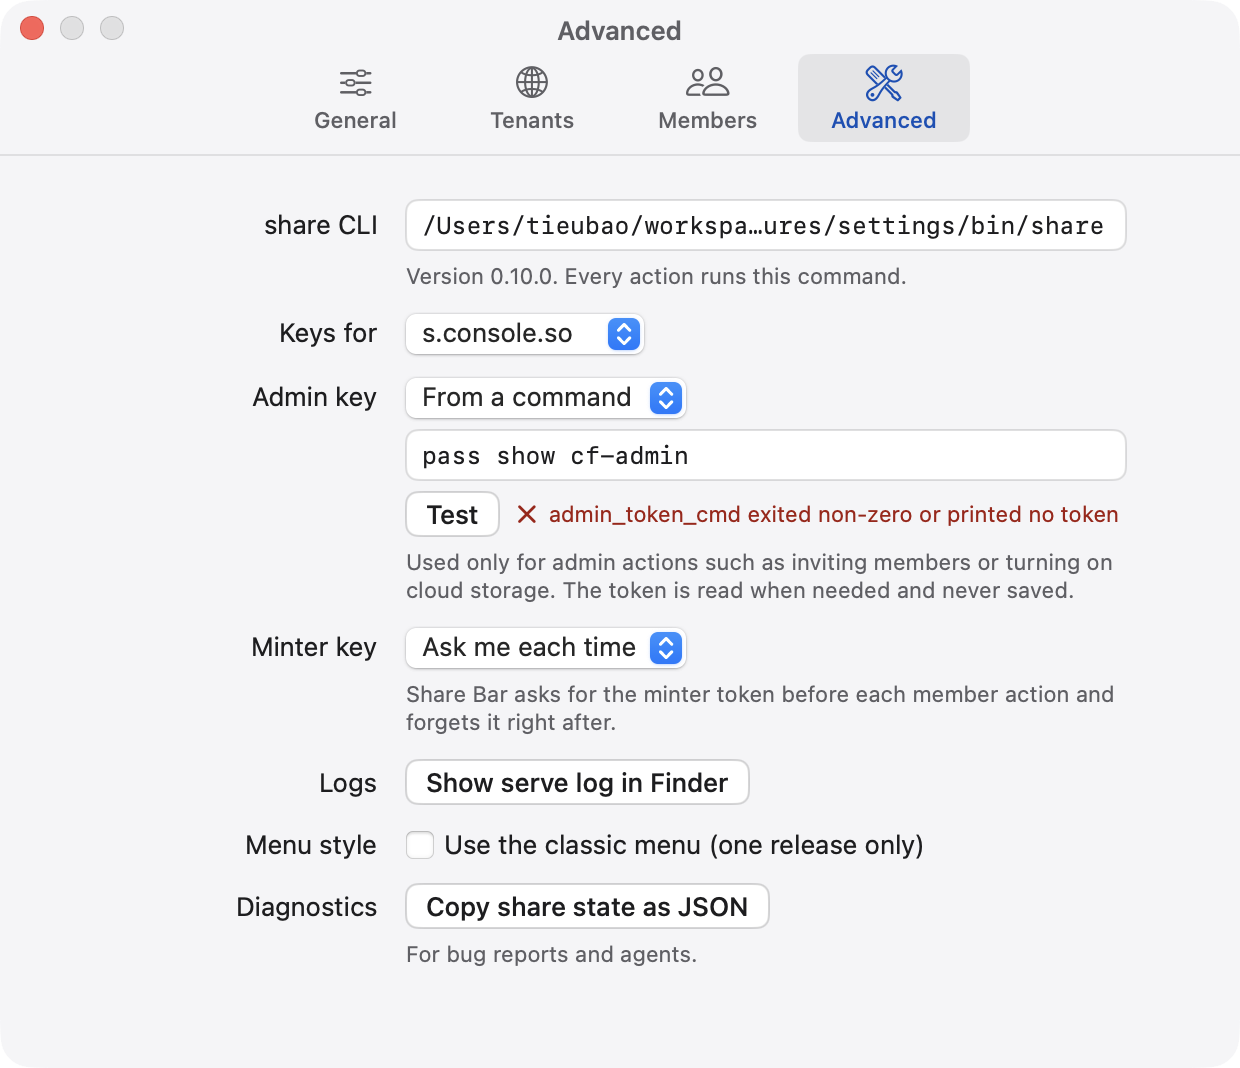 Advanced
General
Tenants
Members
Advanced
share CLI
/Users/tieubao/workspa…ures/settings/bin/share
Version 0.10.0. Every action runs this command.
Keys for
s.console.so
Admin key
From a command
pass show cf-admin
Test
admin_token_cmd exited non-zero or printed no token
Used only for admin actions such as inviting members or turning on
cloud storage. The token is read when needed and never saved.
Minter key
Ask me each time
Share Bar asks for the minter token before each member action and
forgets it right after.
Logs
Show serve log in Finder
Menu style
Use the classic menu (one release only)
Diagnostics
Copy share state as JSON
For bug reports and agents.